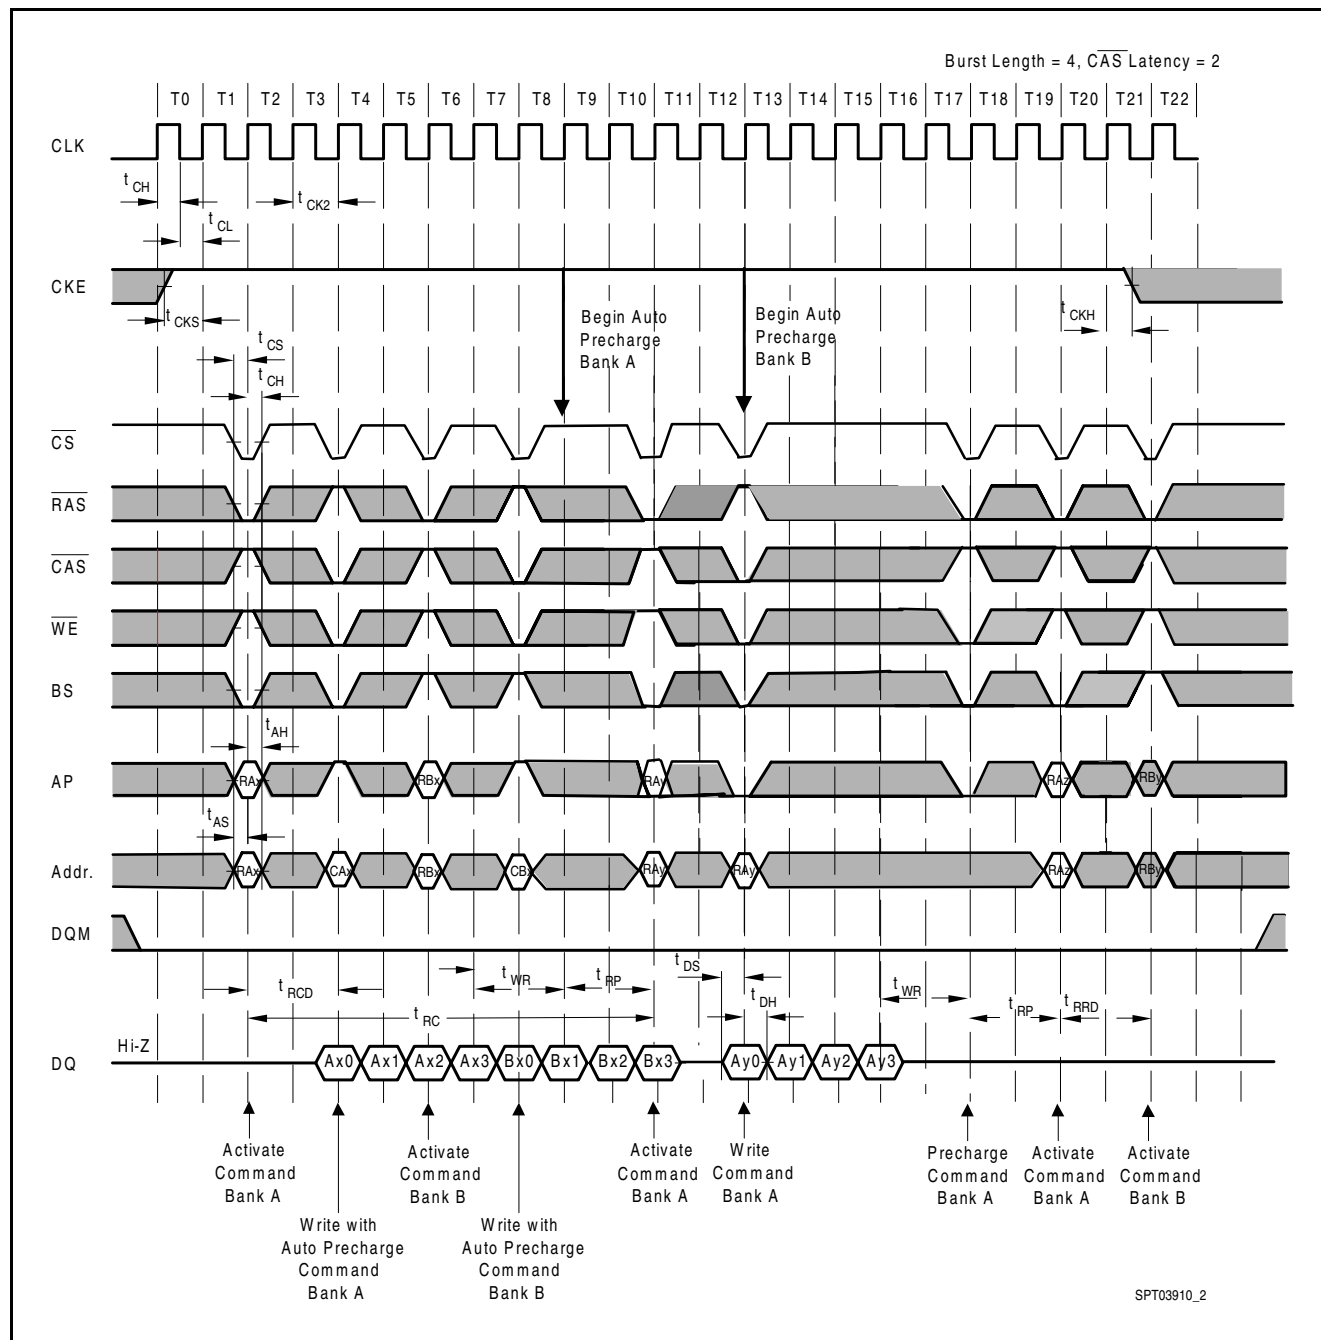 Burst Length = 4, CAS Latency = 2
T0 T1 T2 T3 T4 T5 T6 T7 T8 T9 T10 T11 T12 T13 T14 T15 T16 T17 T18 T19 T20 T21 T22
CLK
t CH
t CK2
t CL
CKE
t CKS
t CKH
Begin Auto
Precharge
Bank A
Begin Auto
Precharge
Bank B
t CS
t CH
CS
RAS
CAS
WE
BS
t AH
AP
RAx RBx RAy RAz RBy
t AS
Addr.
RAx CAx RBx CBx RAy RAy RAz RBy
DQM
t RCD
t WR
t RP
t DS
t DH
t WR
t RP
t RRD
t RC
Hi-Z
DQ
Ax0 Ax1 Ax2 Ax3 Bx0 Bx1 Bx2 Bx3 Ay0 Ay1 Ay2 Ay3
Activate
Command
Bank A
Activate
Command
Bank B
Activate
Command
Bank A
Write
Command
Bank A
Precharge
Command
Bank A
Activate
Command
Bank A
Activate
Command
Bank B
Write with
Auto Precharge
Command
Bank A
Write with
Auto Precharge
Command
Bank B
SPT03910_2